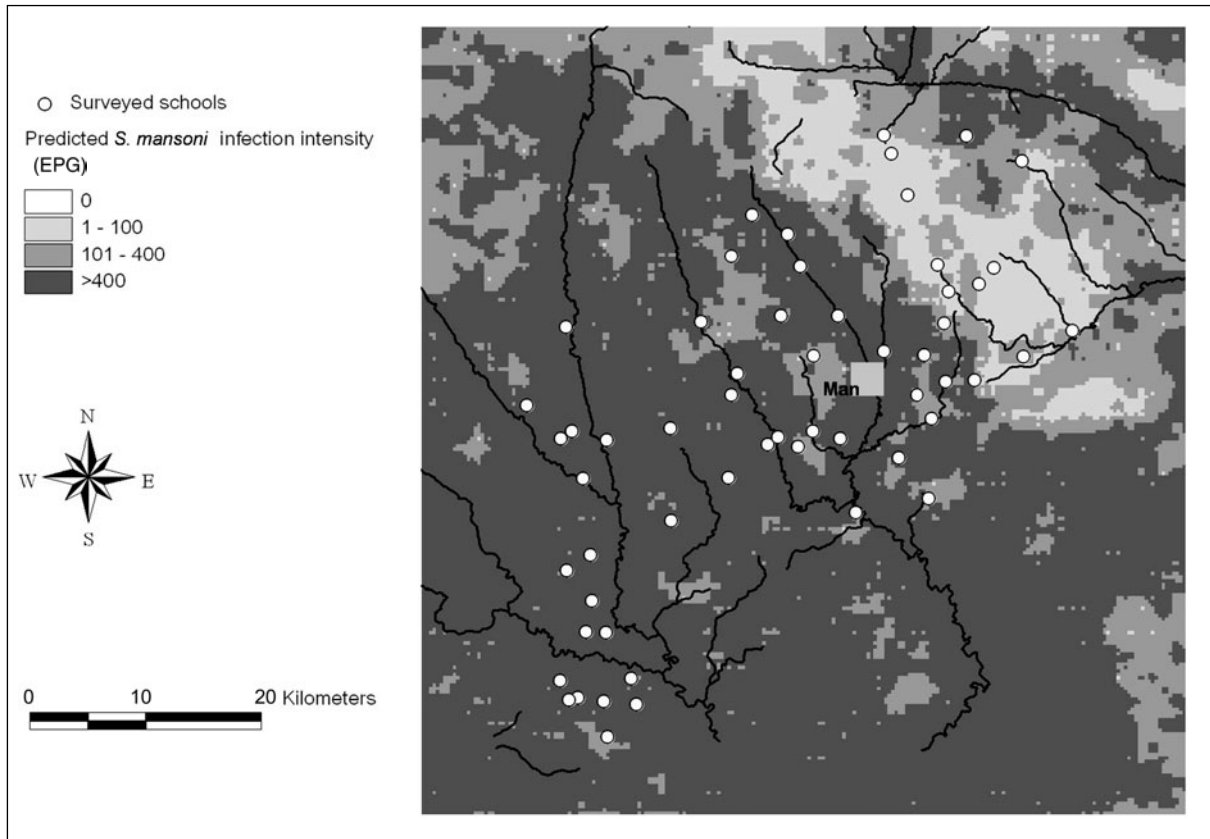 Surveyed schools
Predicted S. mansoni infection intensity
(EPG)
0
1 - 100
101 - 400
>400
Man
N
W E
S
0 10 20 Kilometers